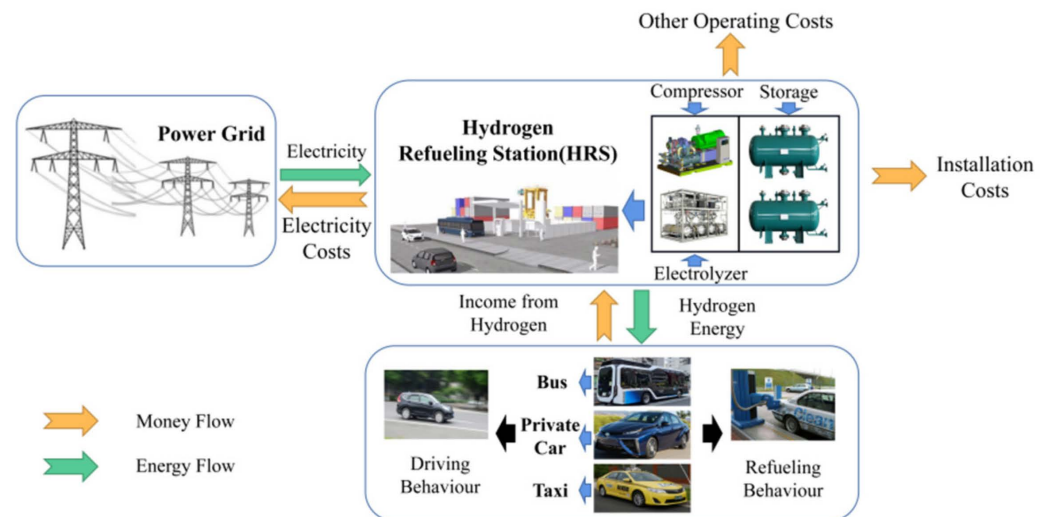 Other Operating Costs
Power Grid
Electricity
Electricity
Costs
Hydrogen
Refueling Station(HRS)
Compressor
Storage
Electrolyzer
Installation
Costs
Income from
Hydrogen
Hydrogen
Energy
Bus
Private
Car
Taxi
Driving
Behaviour
Refueling
Behaviour
Money Flow
Energy Flow